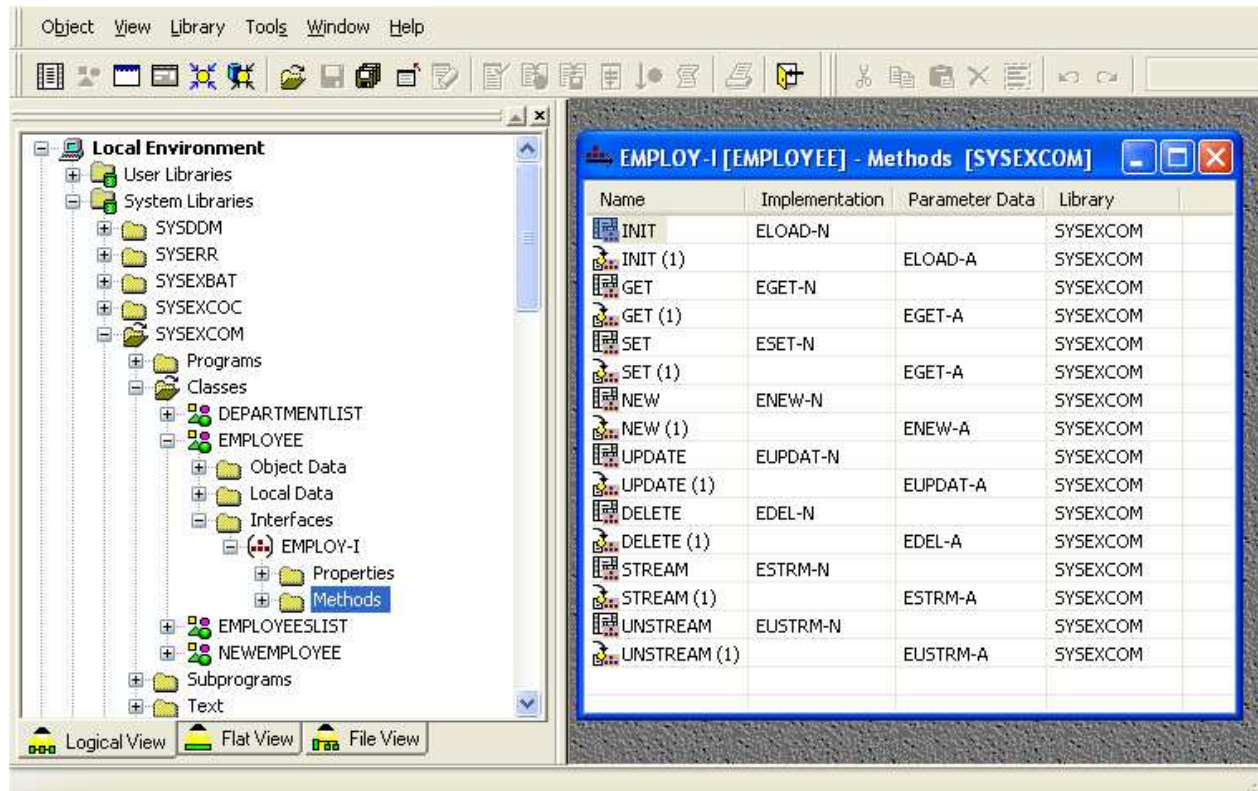 Object View Library Tools Window Help
Local Environment
User Libraries
System Libraries
SYSDDM
SYSERR
SYSEXBAT
SYSEXCOC
SYSEXCOM
Programs
Classes
DEPARTMENTLIST
EMPLOYEE
Object Data
Local Data
Interfaces
EMPLOY-I
Properties
Methods
EMPLOYEESLIST
NEWEMPLOYEE
Subprograms
Text
Logical View Flat View File View
EMPLOY-I [EMPLOYEE] - Methods [SYSEXCOM]
Name Implementation Parameter Data Library
INIT ELOAD-N SYSEXCOM
INIT (1) ELOAD-A SYSEXCOM
GET EGET-N SYSEXCOM
GET (1) EGET-A SYSEXCOM
SET ESET-N SYSEXCOM
SET (1) EGET-A SYSEXCOM
NEW ENEW-N SYSEXCOM
NEW (1) ENEW-A SYSEXCOM
UPDATE EUPDAT-N SYSEXCOM
UPDATE (1) EUPDAT-A SYSEXCOM
DELETE EDEL-N SYSEXCOM
DELETE (1) EDEL-A SYSEXCOM
STREAM ESTRM-N SYSEXCOM
STREAM (1) ESTRM-A SYSEXCOM
UNSTREAM EUSTRM-N SYSEXCOM
UNSTREAM (1) EUSTRM-A SYSEXCOM